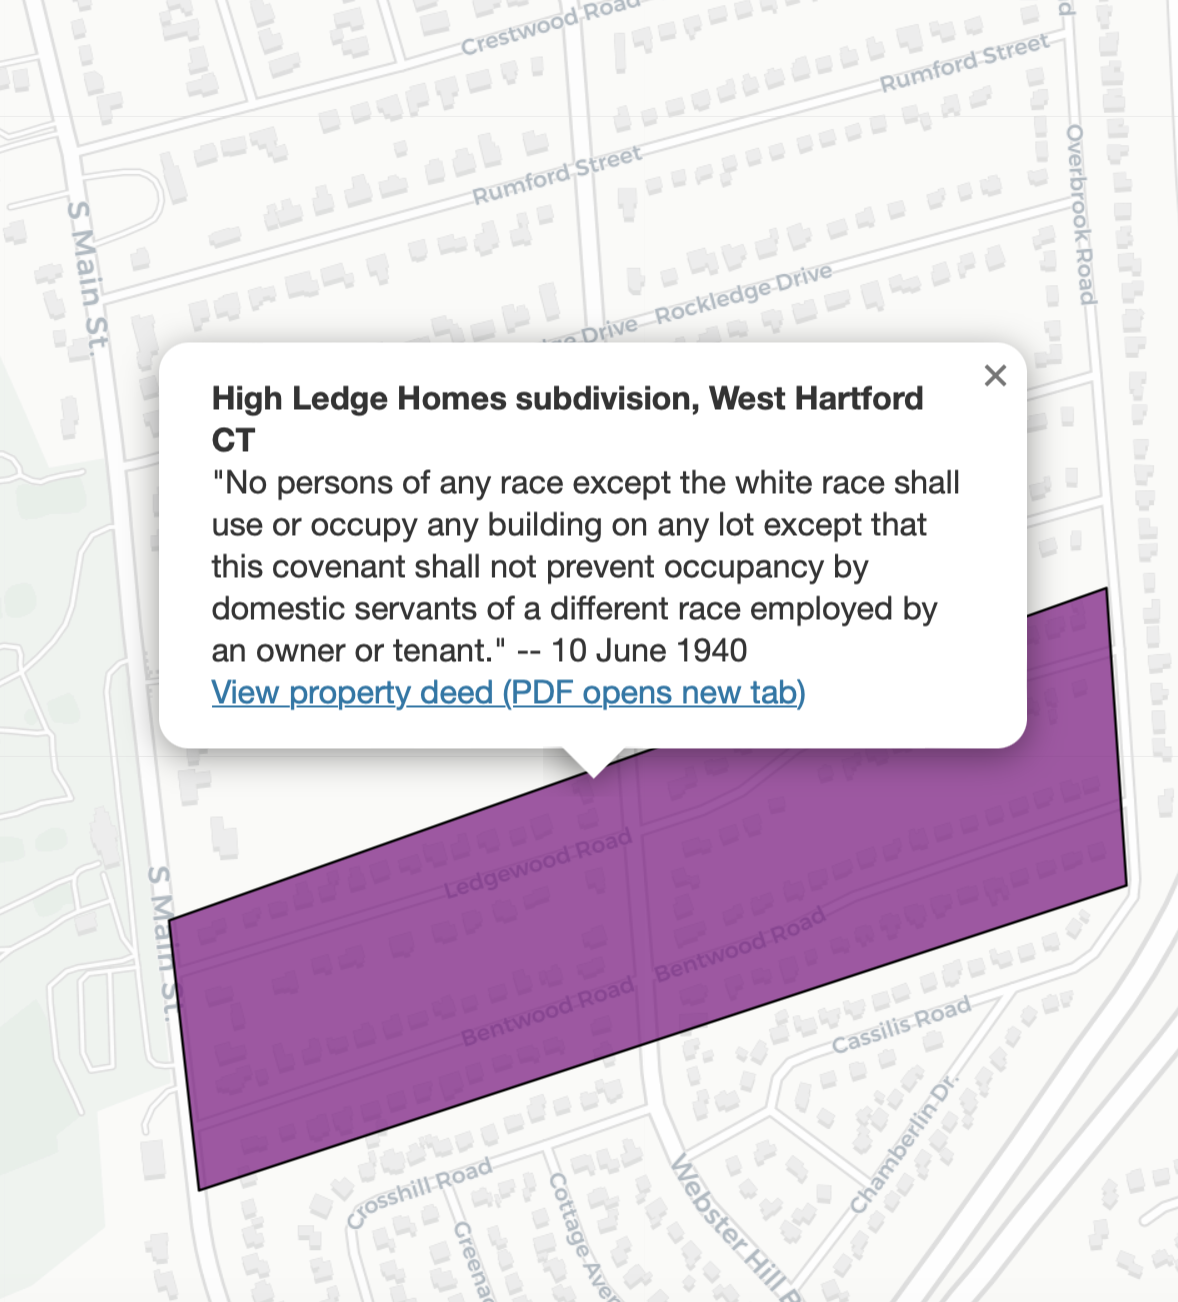 Crestwood Road
Rumford Street
d
Rumford Street
Overbrook Road
S Main St.
Rockledge Drive
Drive
High Ledge Homes subdivision, West Hartford
CT
"No persons of any race except the white race shall
use or occupy any building on any lot except that
this covenant shall not prevent occupancy by
domestic servants of a different race employed by
an owner or tenant." -- 10 June 1940
View property deed (PDF opens new tab)
Ledgewood Road
S Main St.
Bentwood Road
Bentwood Road
Cassilis Road
Chamberlin Dr.
Crosshill Road
Webster Hill
Cottage Aven
Greena